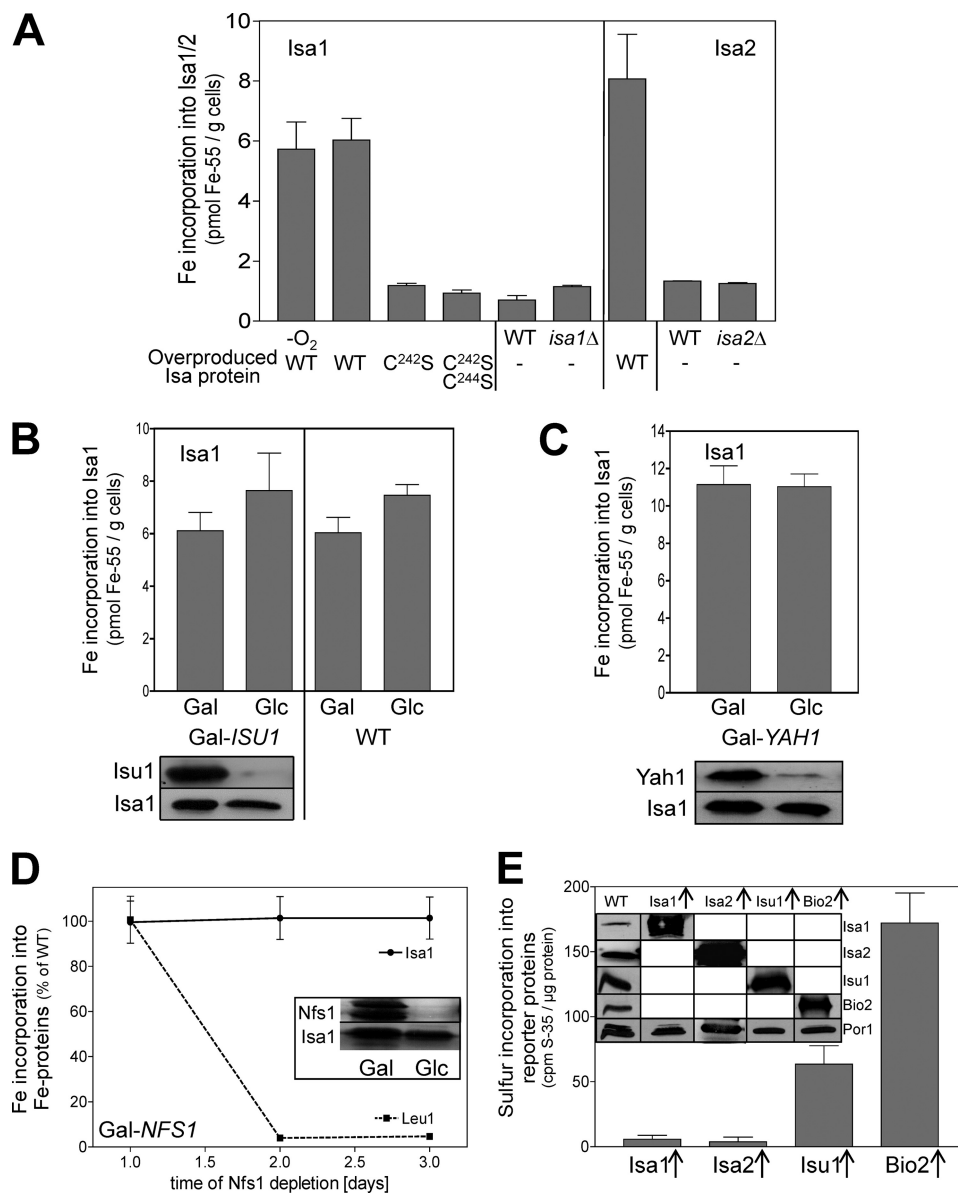 A
Fe incorporation into Isa1/2
(pmol Fe-55 / g cells)
10
8
6
4
2
0
Isa1
Isa2
-O2
WT
isa1Δ
WT
isa2Δ
Overproduced
Isa protein
WT
WT
C242S
C242S
C244S
-
-
WT
-
-
B
Fe incorporation into Isa1
(pmol Fe-55 / g cells)
10
8
6
4
2
0
Isa1
Gal
Glc
Gal
Glc
Gal-ISU1
WT
Isu1
Isa1
C
Fe incorporation into Isa1
(pmol Fe-55 / g cells)
14
12
10
8
6
4
2
0
Isa1
Gal
Glc
Gal-YAH1
Yah1
Isa1
D
Fe incorporation into
Fe-proteins (% of WT)
100
80
60
40
20
0
Isa1
Nfs1
Isa1
Gal
Glc
Leu1
Gal-NFS1
1.0
1.5
2.0
2.5
3.0
time of Nfs1 depletion [days]
E
Sulfur incorporation into
reporter proteins
(cpm S-35 / µg protein)
200
150
100
50
0
WT
Isa1↑
Isa2↑
Isu1↑
Bio2↑
Isa1
Isa2
Isu1
Bio2
Por1
Isa1↑
Isa2↑
Isu1↑
Bio2↑